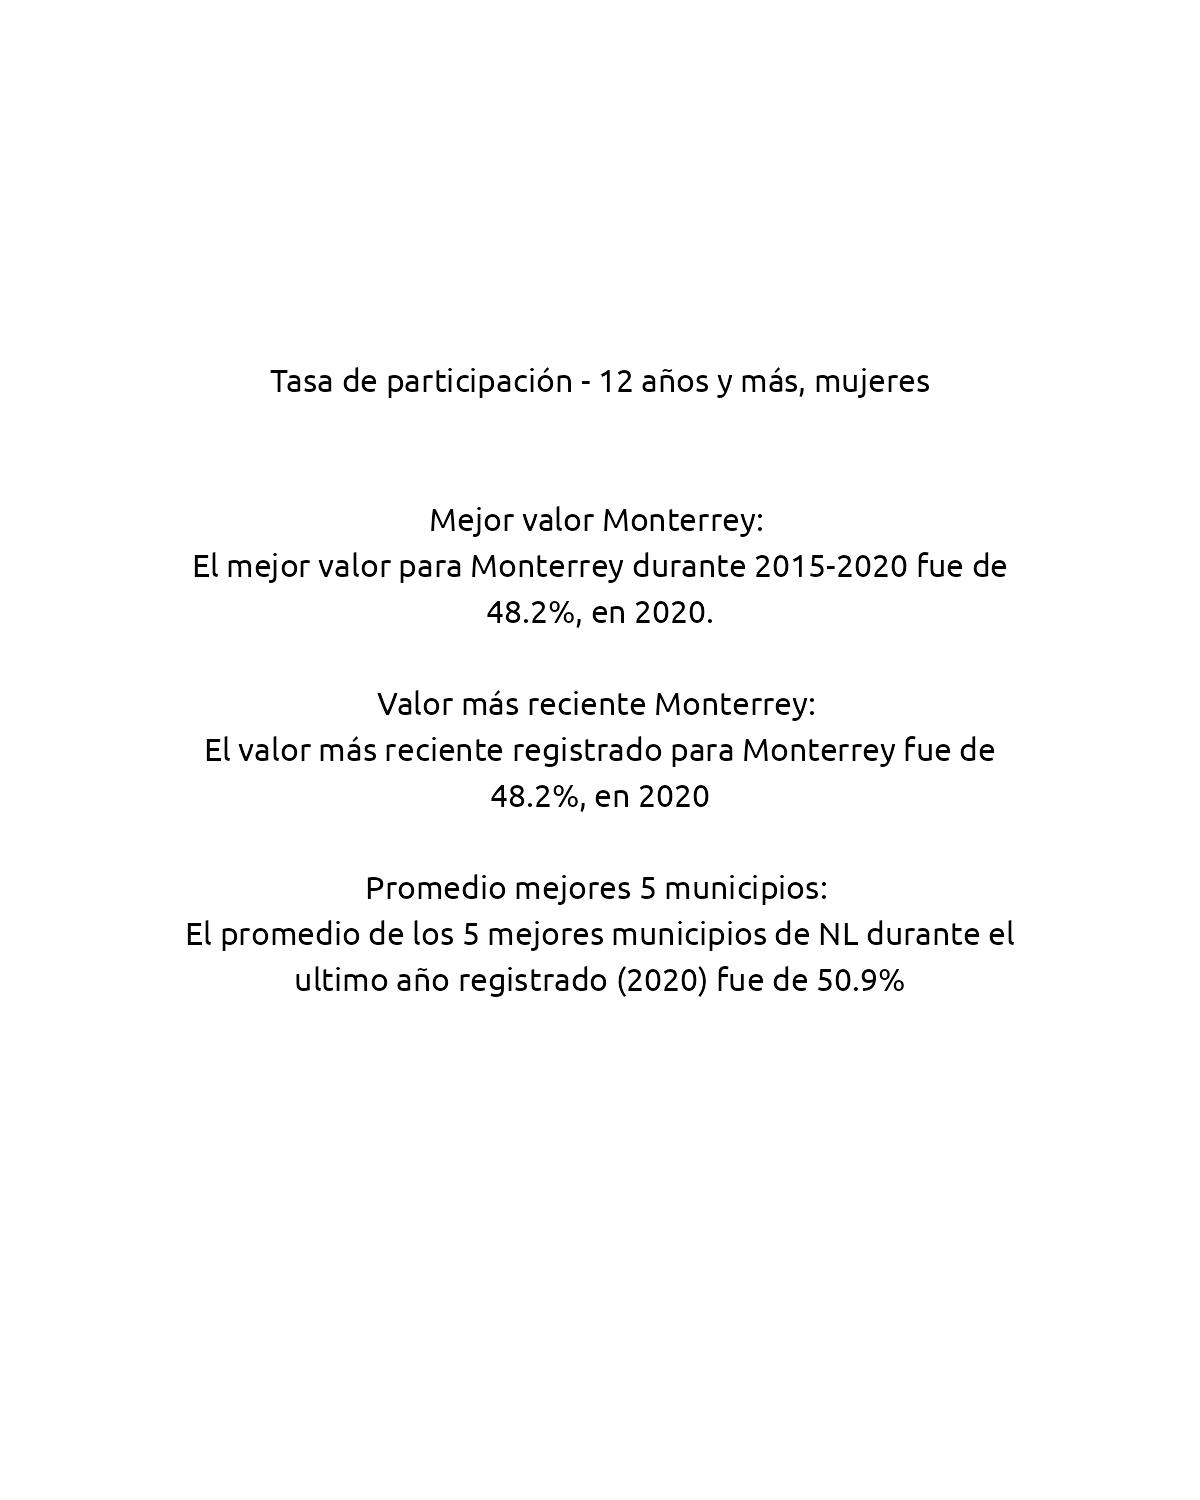 Tasa de participación - 12 años y más, mujeres
Mejor valor Monterrey:
El mejor valor para Monterrey durante 2015-2020 fue de
48.2%, en 2020.
Valor más reciente Monterrey:
El valor más reciente registrado para Monterrey fue de
48.2%, en 2020
Promedio mejores 5 municipios:
El promedio de los 5 mejores municipios de NL durante el
ultimo año registrado (2020) fue de 50.9%